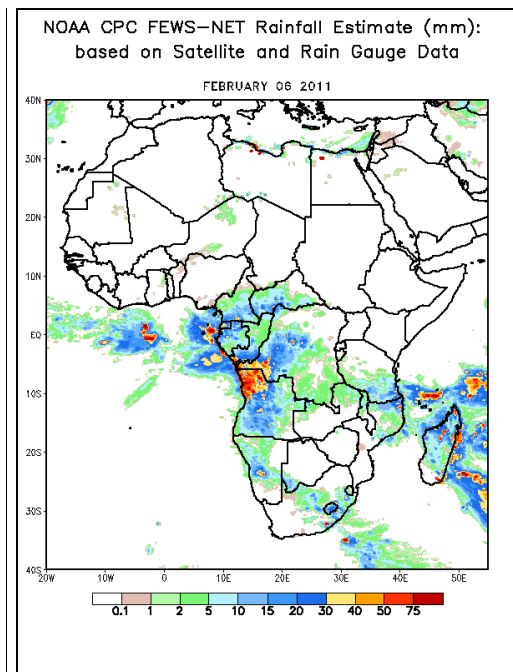 NOAA CPC FEWS-NET Rainfall Estimate (mm):
based on Satellite and Rain Gauge Data
FEBRUARY 06 2011
40N
30N
20N
10N
EQ
10S
20S
30S
40S
20W 10W 0 10E 20E 30E 40E 50E
0.1 1 2 5 10 15 20 30 40 50 75